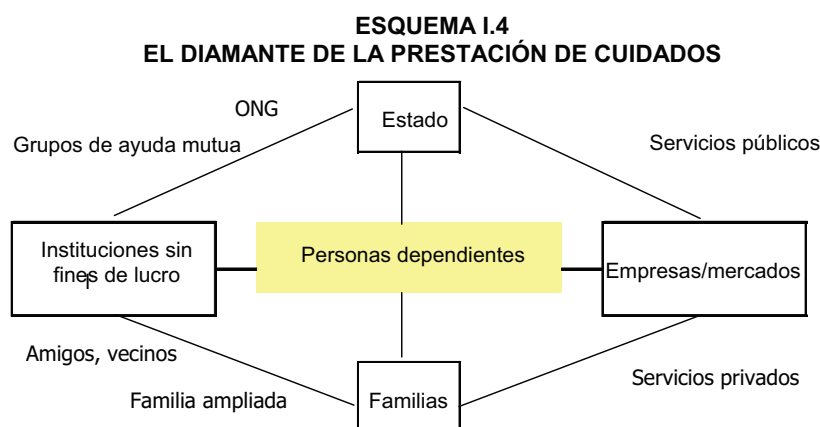 ESQUEMA I.4
EL DIAMANTE DE LA PRESTACIÓN DE CUIDADOS
ONG
Estado
Grupos de ayuda mutua
Servicios públicos
Instituciones sin
fines de lucro
Personas dependientes
Empresas/mercados
Amigos, vecinos
Familia ampliada
Familias
Servicios privados